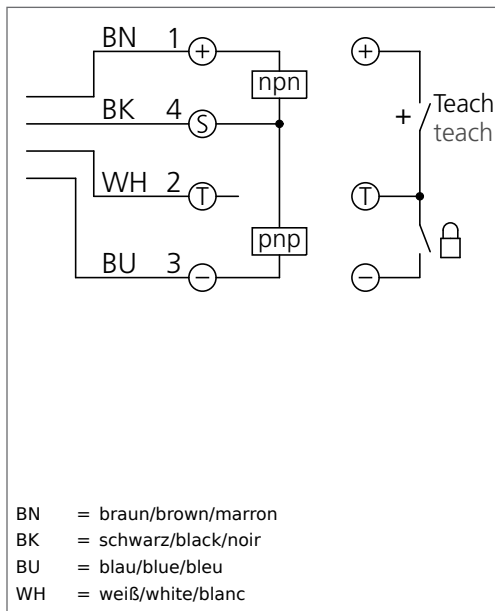 BN 1 + +
npn
BK 4 S + Teach
teach
WH 2 T T
pnp
BU 3 − −
BN = braun/brown/marron
BK = schwarz/black/noir
BU = blau/blue/bleu
WH = weiß/white/blanc